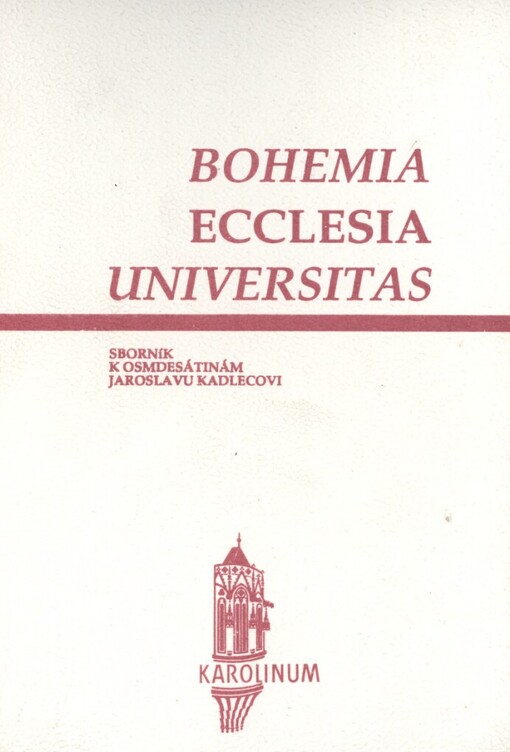 BOHEMIA
ECCLESIA
UNIVERSITAS
SBORNÍK
K OSMDESÁTINÁM
JAROSLAVU KADLECOVI
KAROLINUM